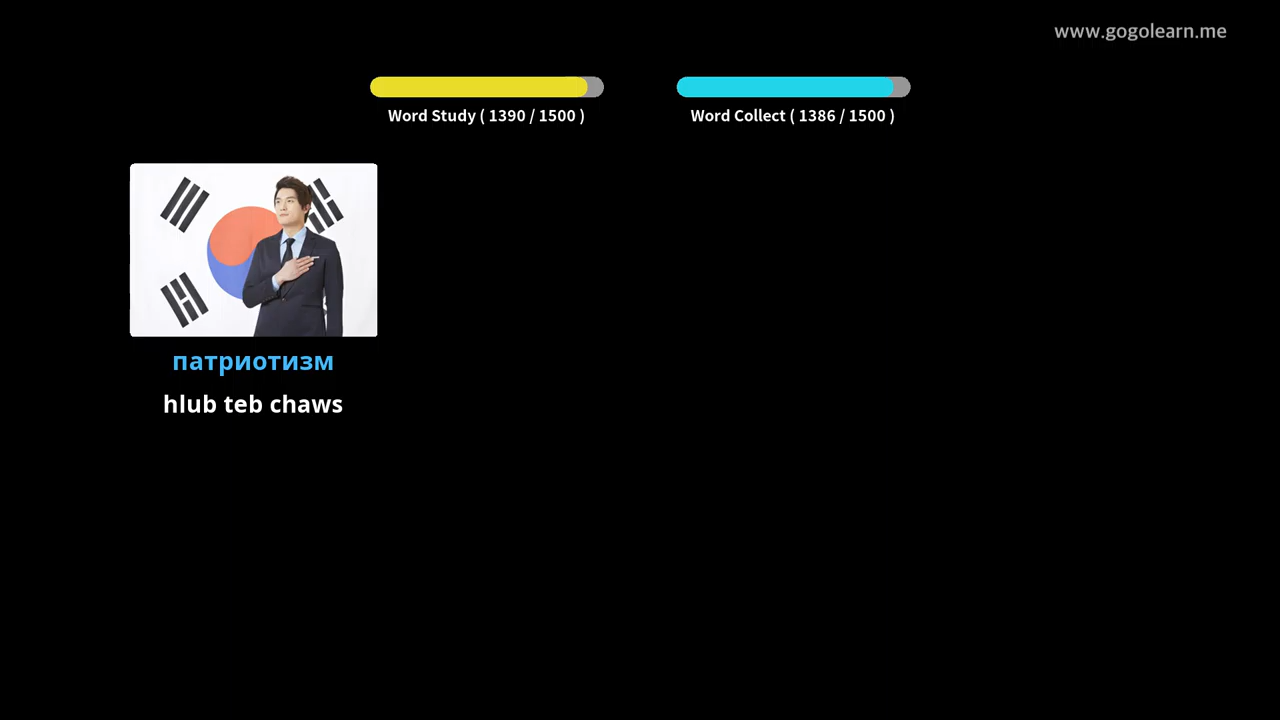 www.gogolearn.me
Word Study ( 1390 / 1500 )
Word Collect ( 1386 / 1500 )
патриотизм
hlub teb chaws